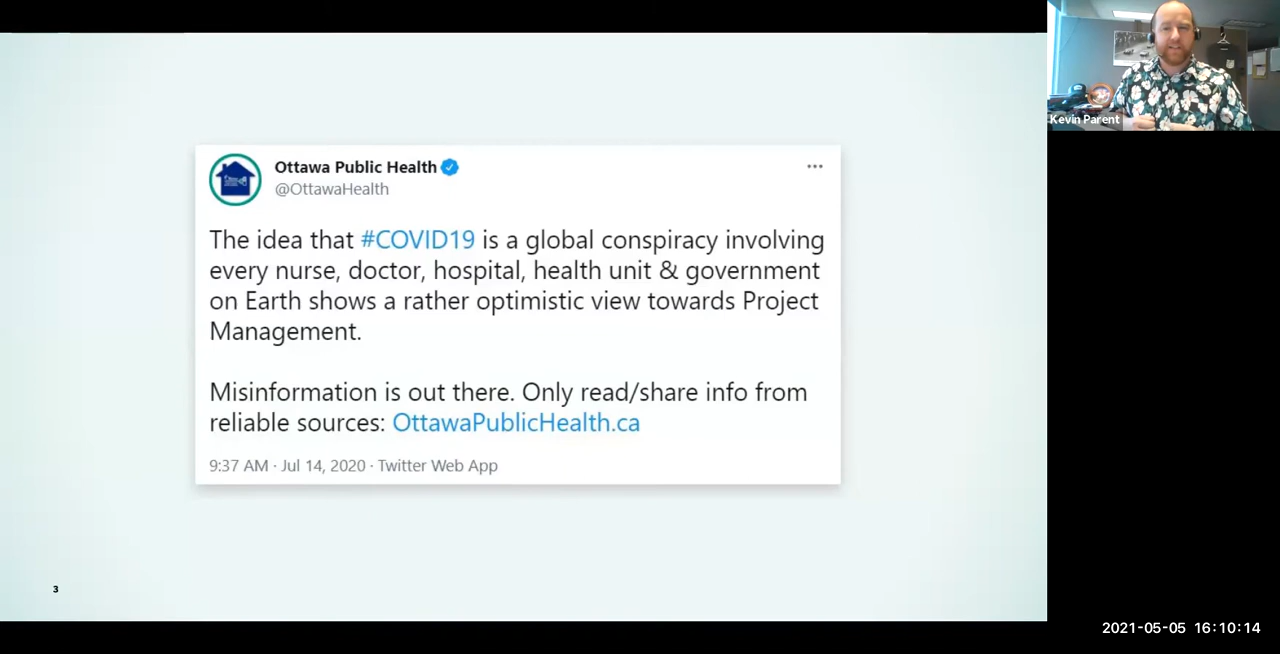 Ottawa Public Health
@OttawaHealth
The idea that #COVID19 is a global conspiracy involving
every nurse, doctor, hospital, health unit & government
on Earth shows a rather optimistic view towards Project
Management.
Misinformation is out there. Only read/share info from
reliable sources: OttawaPublicHealth.ca
9:37 AM · Jul 14, 2020 · Twitter Web App
3
Kevin Parent
2021-05-05 16:10:14